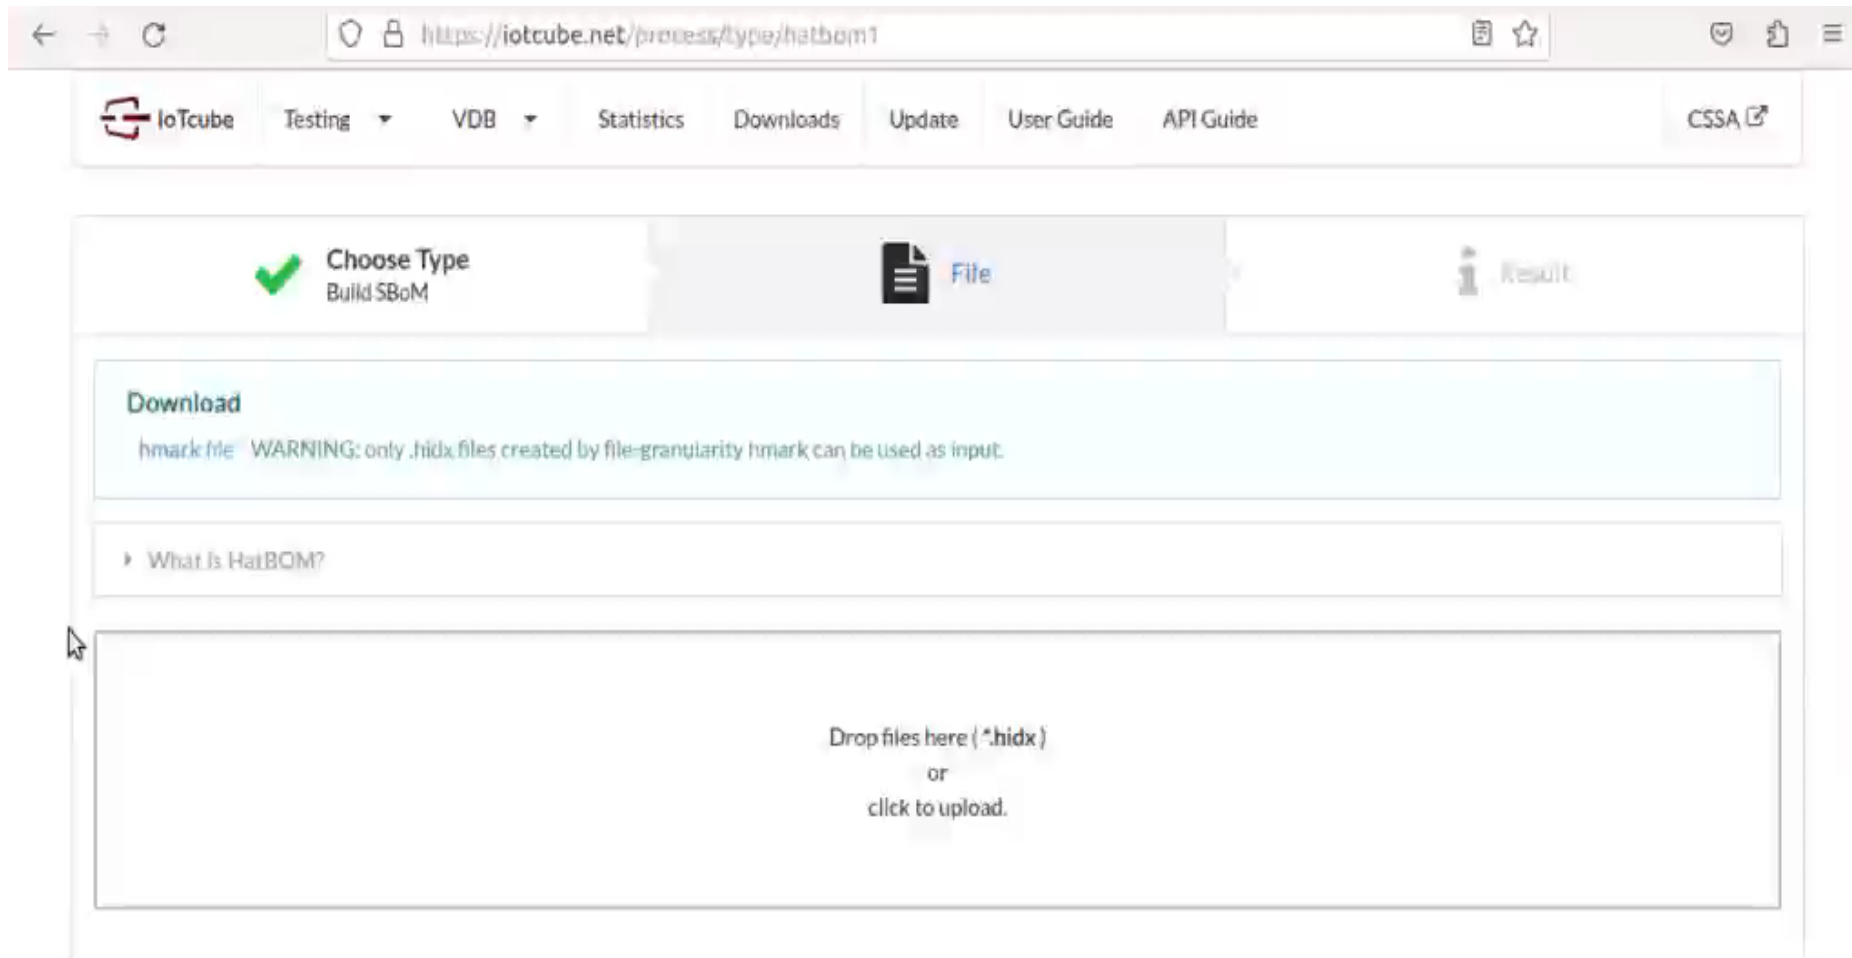 https://iotcube.net/process/type/hatbom1
IoTcube Testing VDB Statistics Downloads Update User Guide API Guide CSSA
Choose Type
Build SBoM
File
Result
Download
hmark file WARNING: only .hidx files created by file-granularity hmark can be used as input.
What is HatBOM?
Drop files here ( *.hidx )
or
click to upload.